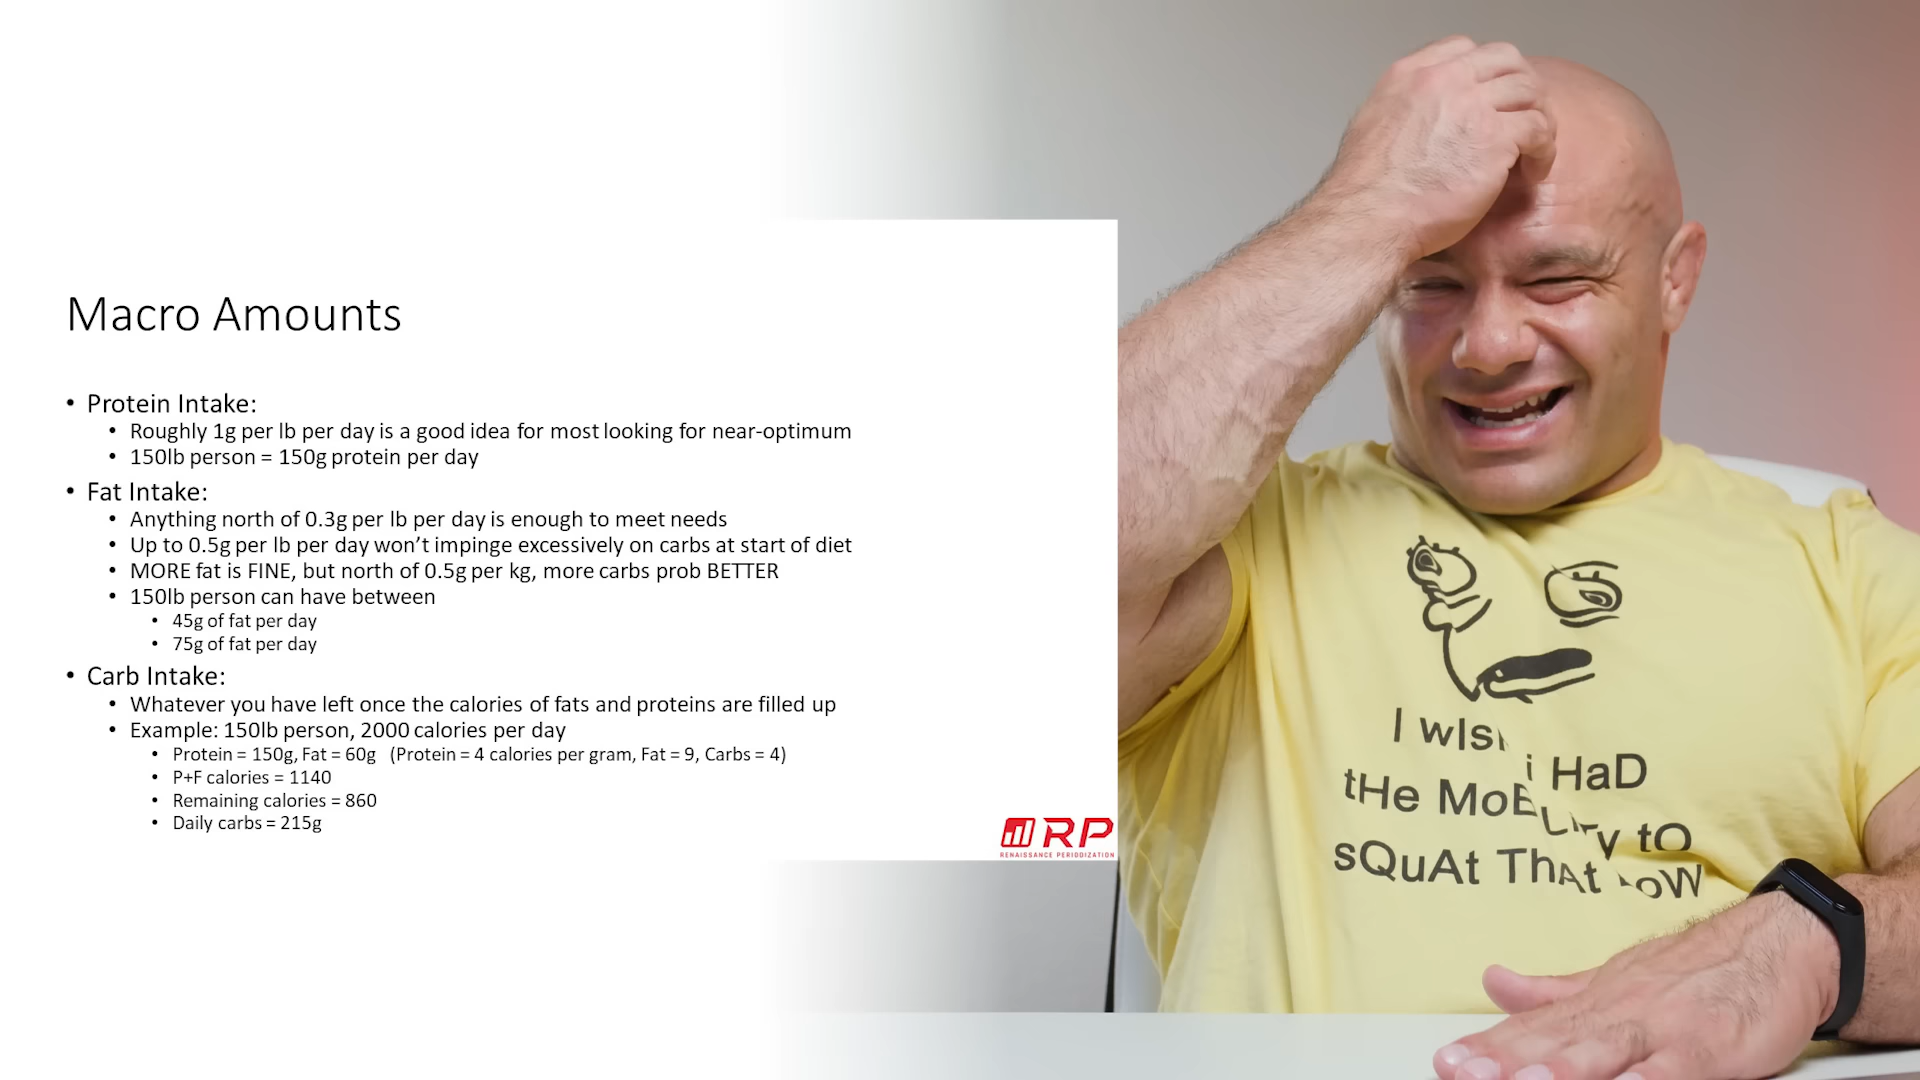 Macro Amounts
• Protein Intake:
• Roughly 1g per lb per day is a good idea for most looking for near-optimum
• 150lb person = 150g protein per day
• Fat Intake:
• Anything north of 0.3g per lb per day is enough to meet needs
• Up to 0.5g per lb per day won’t impinge excessively on carbs at start of diet
• MORE fat is FINE, but north of 0.5g per kg, more carbs prob BETTER
• 150lb person can have between
• 45g of fat per day
• 75g of fat per day
• Carb Intake:
• Whatever you have left once the calories of fats and proteins are filled up
• Example: 150lb person, 2000 calories per day
• Protein = 150g, Fat = 60g (Protein = 4 calories per gram, Fat = 9, Carbs = 4)
• P+F calories = 1140
• Remaining calories = 860
• Daily carbs = 215g
RP
RENAISSANCE PERIODIZATION
I wIsh i HaD
tHe MoBiLIty tO
sQuAt ThAt LoW